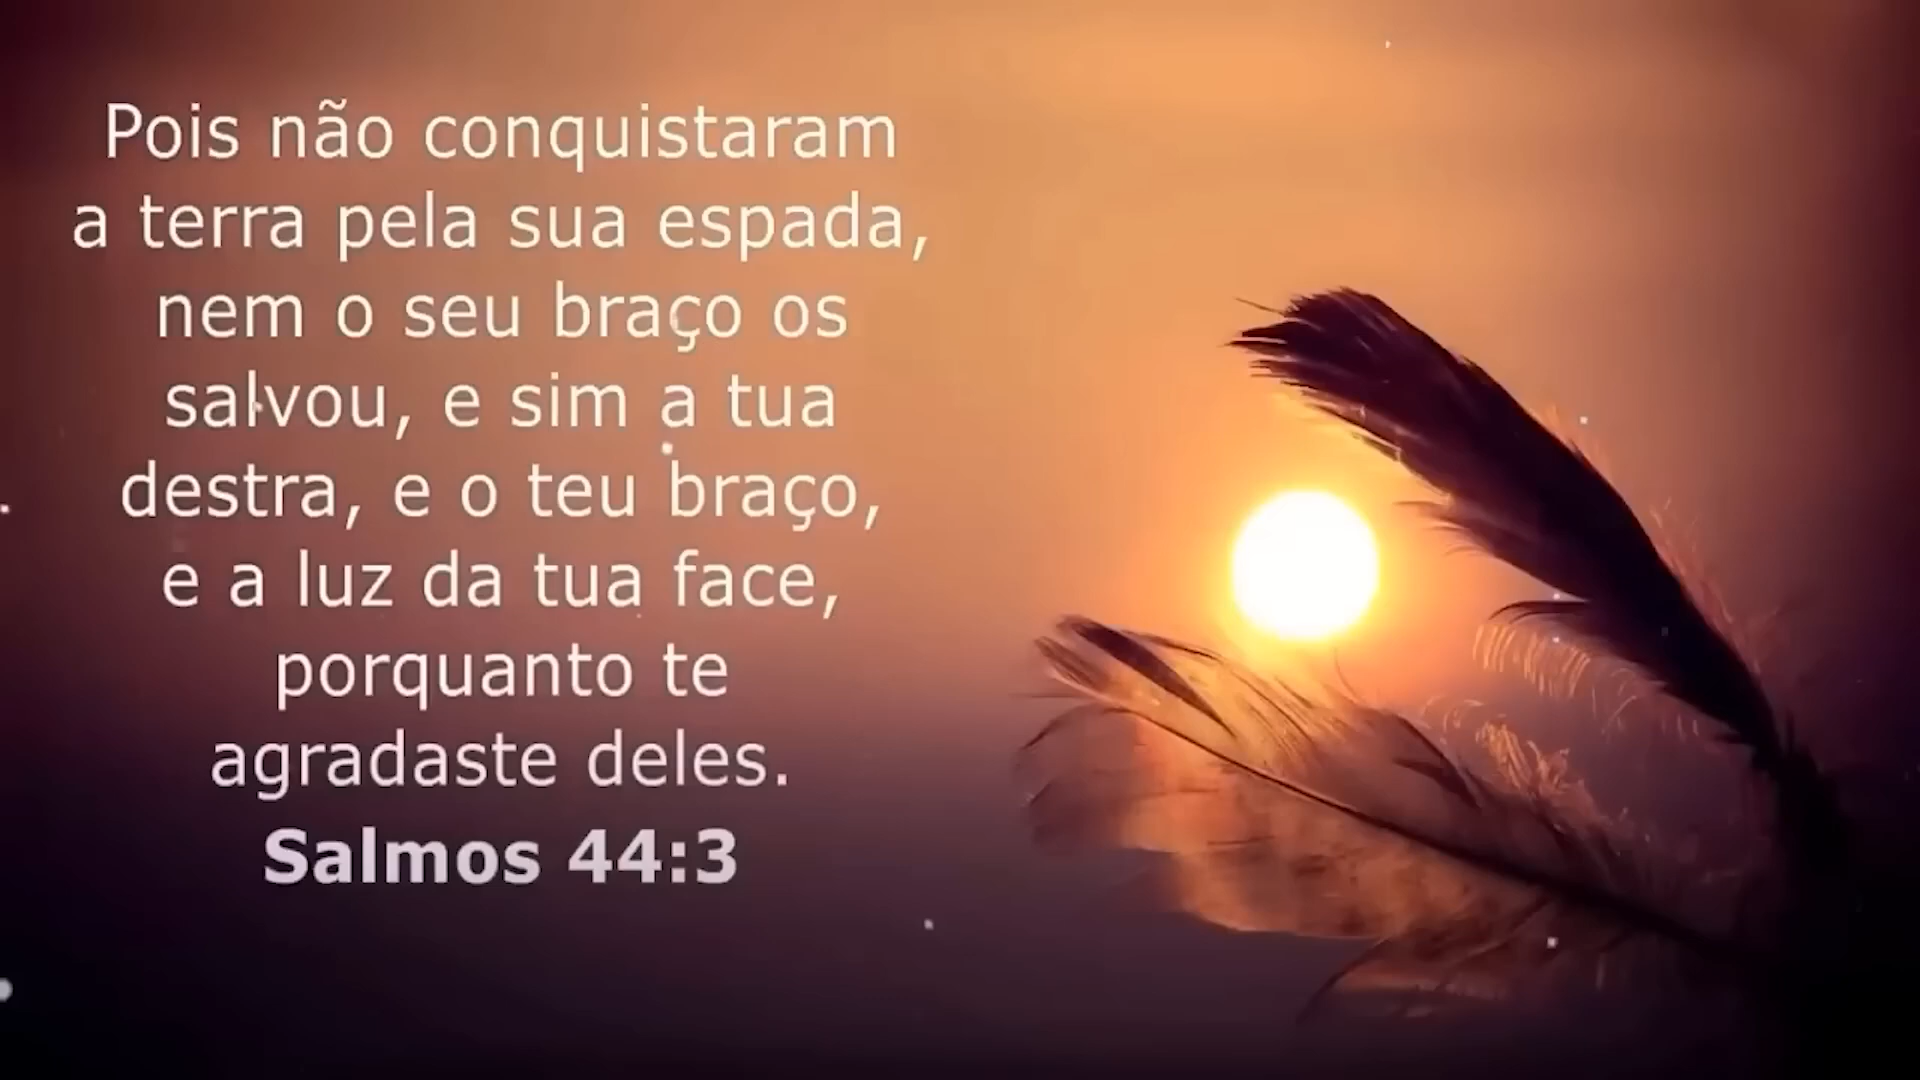 Pois não conquistaram
a terra pela sua espada,
nem o seu braço os
salvou, e sim a tua
destra, e o teu braço,
e a luz da tua face,
porquanto te
agradaste deles.
Salmos 44:3